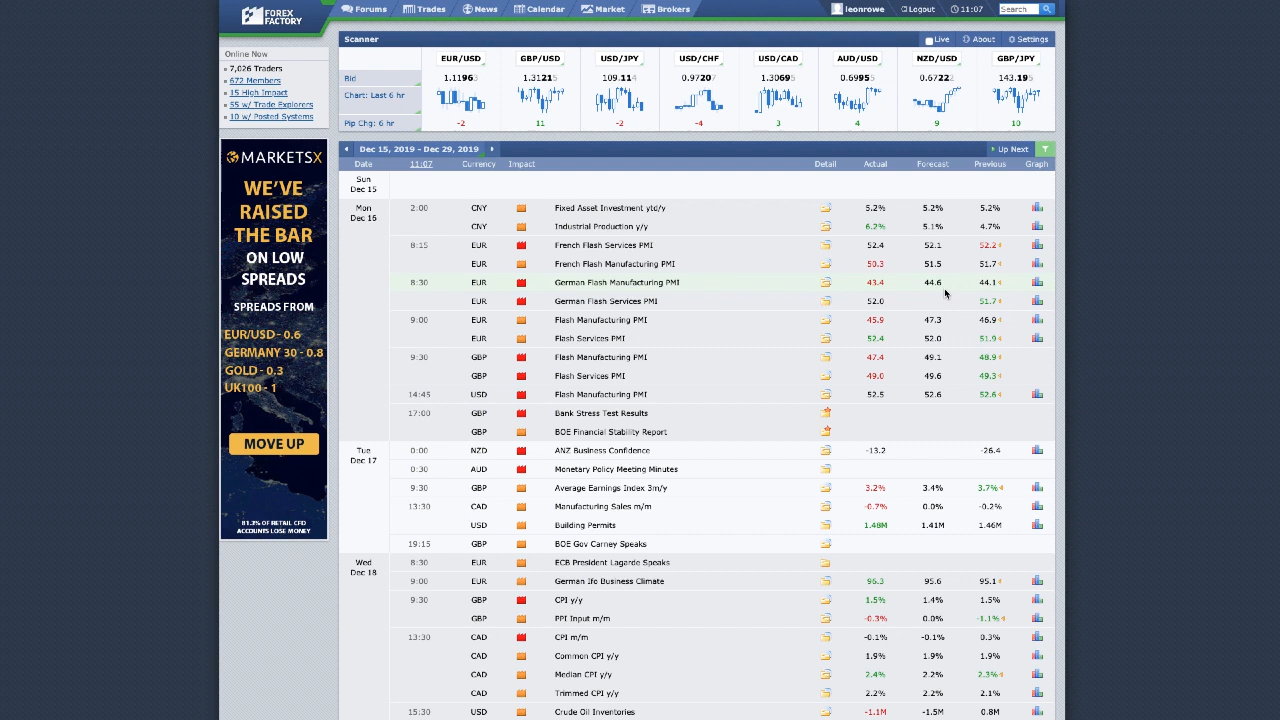 FOREX FACTORY
Forums
Trades
News
Calendar
Market
Brokers
leonrowe
Logout
11:07
Search
Online Now
7,026 Traders
672 Members
15 High Impact
55 w/ Trade Explorers
10 w/ Posted Systems
Scanner
Live
About
Settings
EUR/USD GBP/USD USD/JPY USD/CHF USD/CAD AUD/USD NZD/USD GBP/JPY
Bid 1.11963 1.31215 109.114 0.97207 1.30695 0.69955 0.67222 143.195
Chart: Last 6 hr
Pip Chg: 6 hr -2 11 -2 -4 3 4 9 10
MARKETSX
WE'VE
RAISED
THE BAR
ON LOW
SPREADS
SPREADS FROM
EUR/USD - 0.6
GERMANY 30 - 0.8
GOLD - 0.3
UK100 - 1
MOVE UP
81.3% OF RETAIL CFD
ACCOUNTS LOSE MONEY
Dec 15, 2019 - Dec 29, 2019
Up Next
Date 11:07 Currency Impact Detail Actual Forecast Previous Graph
Sun
Dec 15
Mon
Dec 16
2:00 CNY Fixed Asset Investment ytd/y 5.2% 5.2% 5.2%
CNY Industrial Production y/y 6.2% 5.1% 4.7%
8:15 EUR French Flash Services PMI 52.4 52.1 52.2
EUR French Flash Manufacturing PMI 50.3 51.5 51.7
8:30 EUR German Flash Manufacturing PMI 43.4 44.6 44.1
EUR German Flash Services PMI 52.0 51.7
9:00 EUR Flash Manufacturing PMI 45.9 47.3 46.9
EUR Flash Services PMI 52.4 52.0 51.9
9:30 GBP Flash Manufacturing PMI 47.4 49.1 48.9
GBP Flash Services PMI 49.0 49.6 49.3
14:45 USD Flash Manufacturing PMI 52.5 52.6 52.6
17:00 GBP Bank Stress Test Results
GBP BOE Financial Stability Report
Tue
Dec 17
0:00 NZD ANZ Business Confidence -13.2 -26.4
0:30 AUD Monetary Policy Meeting Minutes
9:30 GBP Average Earnings Index 3m/y 3.2% 3.4% 3.7%
13:30 CAD Manufacturing Sales m/m -0.7% 0.0% -0.2%
USD Building Permits 1.48M 1.41M 1.46M
19:15 GBP BOE Gov Carney Speaks
Wed
Dec 18
8:30 EUR ECB President Lagarde Speaks
9:00 EUR German Ifo Business Climate 96.3 95.6 95.1
9:30 GBP CPI y/y 1.5% 1.4% 1.5%
GBP PPI Input m/m -0.3% 0.0% -1.1%
13:30 CAD CPI m/m -0.1% -0.1% 0.3%
CAD Common CPI y/y 1.9% 1.9% 1.9%
CAD Median CPI y/y 2.4% 2.2% 2.3%
CAD Trimmed CPI y/y 2.2% 2.2% 2.1%
15:30 USD Crude Oil Inventories -1.1M -1.5M 0.8M